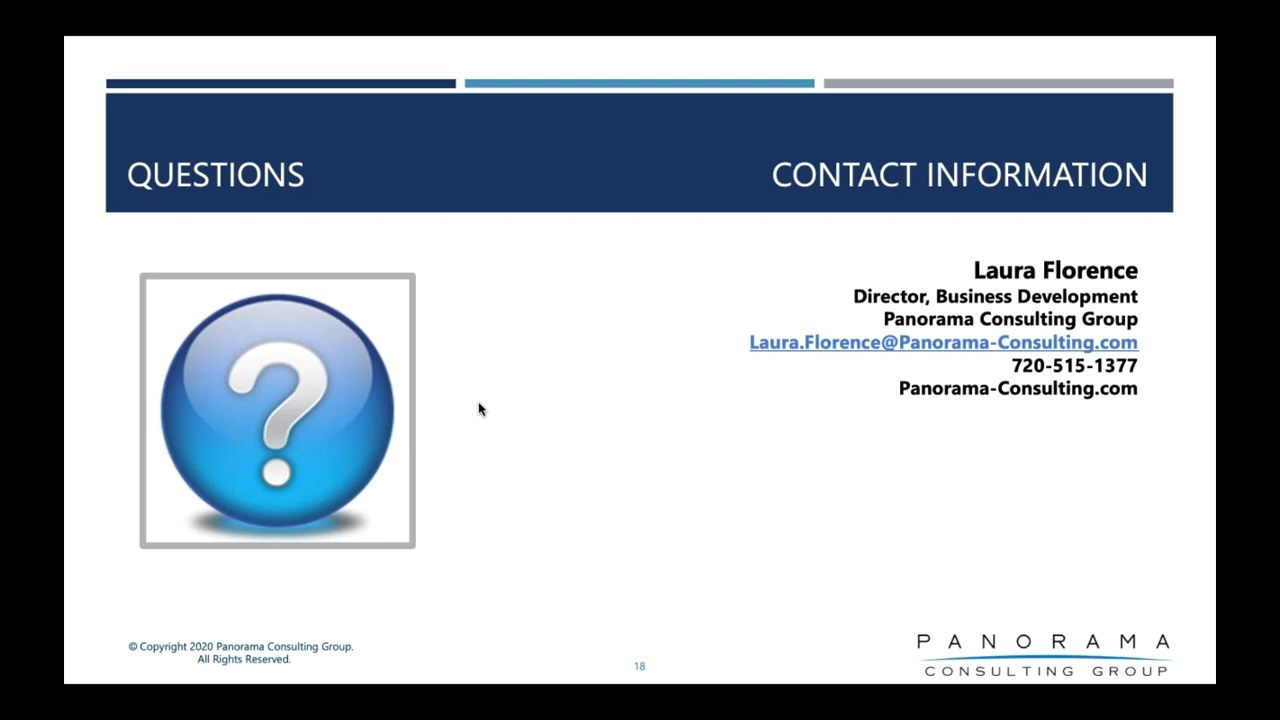 QUESTIONS
CONTACT INFORMATION
?
Laura Florence
Director, Business Development
Panorama Consulting Group
Laura.Florence@Panorama-Consulting.com
720-515-1377
Panorama-Consulting.com
© Copyright 2020 Panorama Consulting Group.
All Rights Reserved.
18
PANORAMA
CONSULTING GROUP